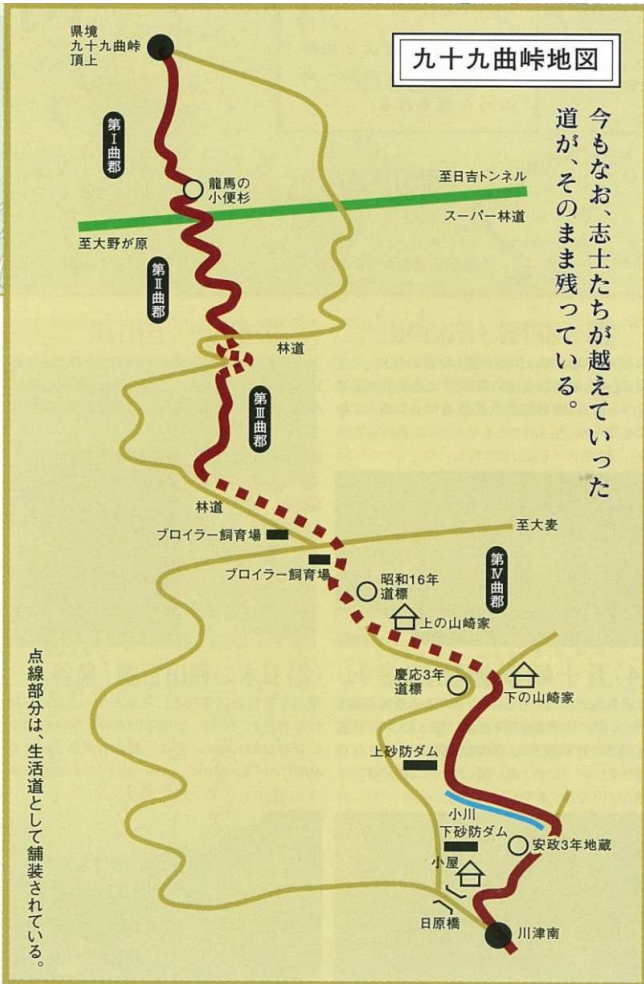 九十九曲峠地図
今もなお、志士たちが越えていった
道が、そのまま残っている。
県境
九十九曲峠
頂上
第Ⅰ曲郡
龍馬の
小便杉
至日吉トンネル
スーパー林道
至大野が原
第Ⅱ曲郡
林道
第Ⅲ曲郡
林道
ブロイラー飼育場
至大麦
ブロイラー飼育場
第Ⅳ曲郡
昭和16年
道標
上の山崎家
慶応3年
道標
下の山崎家
上砂防ダム
小川
下砂防ダム
安政3年地蔵
小屋
日原橋
川津南
点線部分は、生活道として舗装されている。